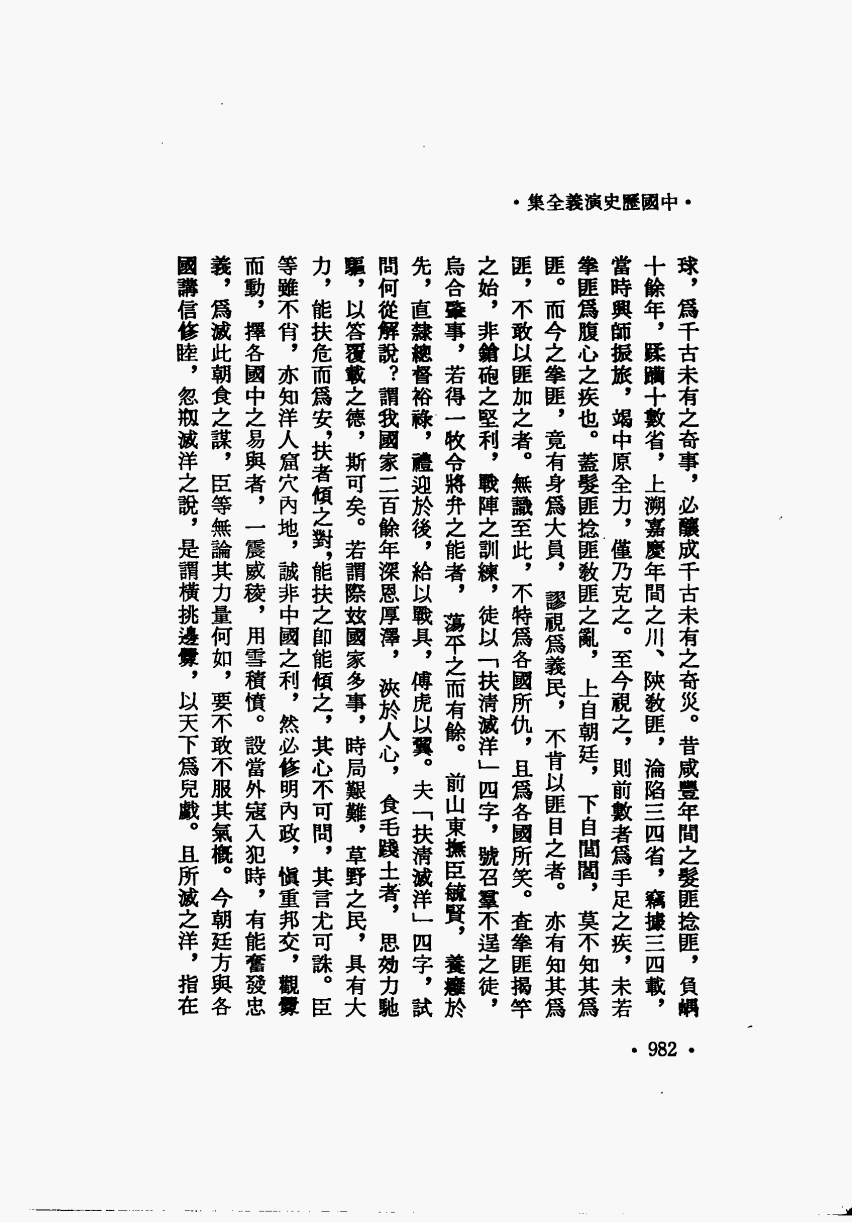 ·中國歷史演義全集·
球，爲千古未有之奇事，必釀成千古未有之奇災。昔咸豐年間之髮匪捻匪，負嵎
十餘年，蹂躪十數省，上溯嘉慶年間之川、陝敎匪，淪陷三四省，竊據三四載，
當時興師振旅，竭中原全力，僅乃克之。至今視之，則前數者爲手足之疾，未若
拳匪爲腹心之疾也。蓋髮匪捻匪敎匪之亂，上自朝廷，下自閭閻，莫不知其爲
匪。而今之拳匪，竟有身爲大員，謬視爲義民，不肯以匪目之者。亦有知其爲
匪，不敢以匪加之者。無識至此，不特爲各國所仇，且爲各國所笑。查拳匪揭竿
之始，非鎗砲之堅利，戰陣之訓練，徒以「扶清滅洋」四字，號召羣不逞之徒，
烏合肇事，若得一牧令將弁之能者，蕩平之而有餘。前山東撫臣毓賢，養癰於
先，直隸總督裕祿，禮迎於後，給以戰具，傅虎以翼。夫「扶清滅洋」四字，試
問何從解說？謂我國家二百餘年深恩厚澤，浹於人心，食毛踐土者，思効力馳
驅，以答覆載之德，斯可矣。若謂際玆國家多事，時局艱難，草野之民，具有大
力，能扶危而爲安，扶者傾之對，能扶之卽能傾之，其心不可問，其言尤可誅。臣
等雖不肖，亦知洋人窟穴內地，誠非中國之利，然必修明內政，愼重邦交，觀釁
而動，擇各國中之易與者，一震威稜，用雪積憤。設當外寇入犯時，有能奮發忠
義，爲滅此朝食之謀，臣等無論其力量何如，要不敢不服其氣概。今朝廷方與各
國講信修睦，忽刱滅洋之說，是謂橫挑邊釁，以天下爲兒戲。且所滅之洋，指在
·982·